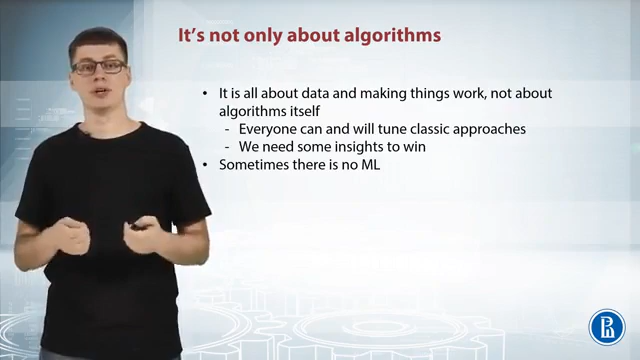 It's not only about algorithms
• It is all about data and making things work, not about
algorithms itself
- Everyone can and will tune classic approaches
- We need some insights to win
• Sometimes there is no ML